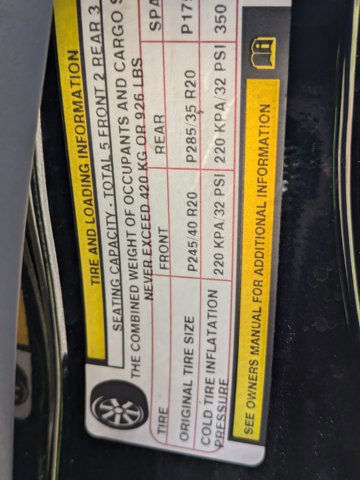 TIRE AND LOADING INFORMATION
SEATING CAPACITY - TOTAL 5 FRONT 2 REAR 3
THE COMBINED WEIGHT OF OCCUPANTS AND CARGO
NEVER EXCEED 420 KG OR 926 LBS
TIRE FRONT REAR SPA
ORIGINAL TIRE SIZE P245/40 R20 P285/35 R20 P175
COLD TIRE INFLATATION PRESSURE 220 KPA/32 PSI 220 KPA/32 PSI 350
SEE OWNERS MANUAL FOR ADDITIONAL INFORMATION